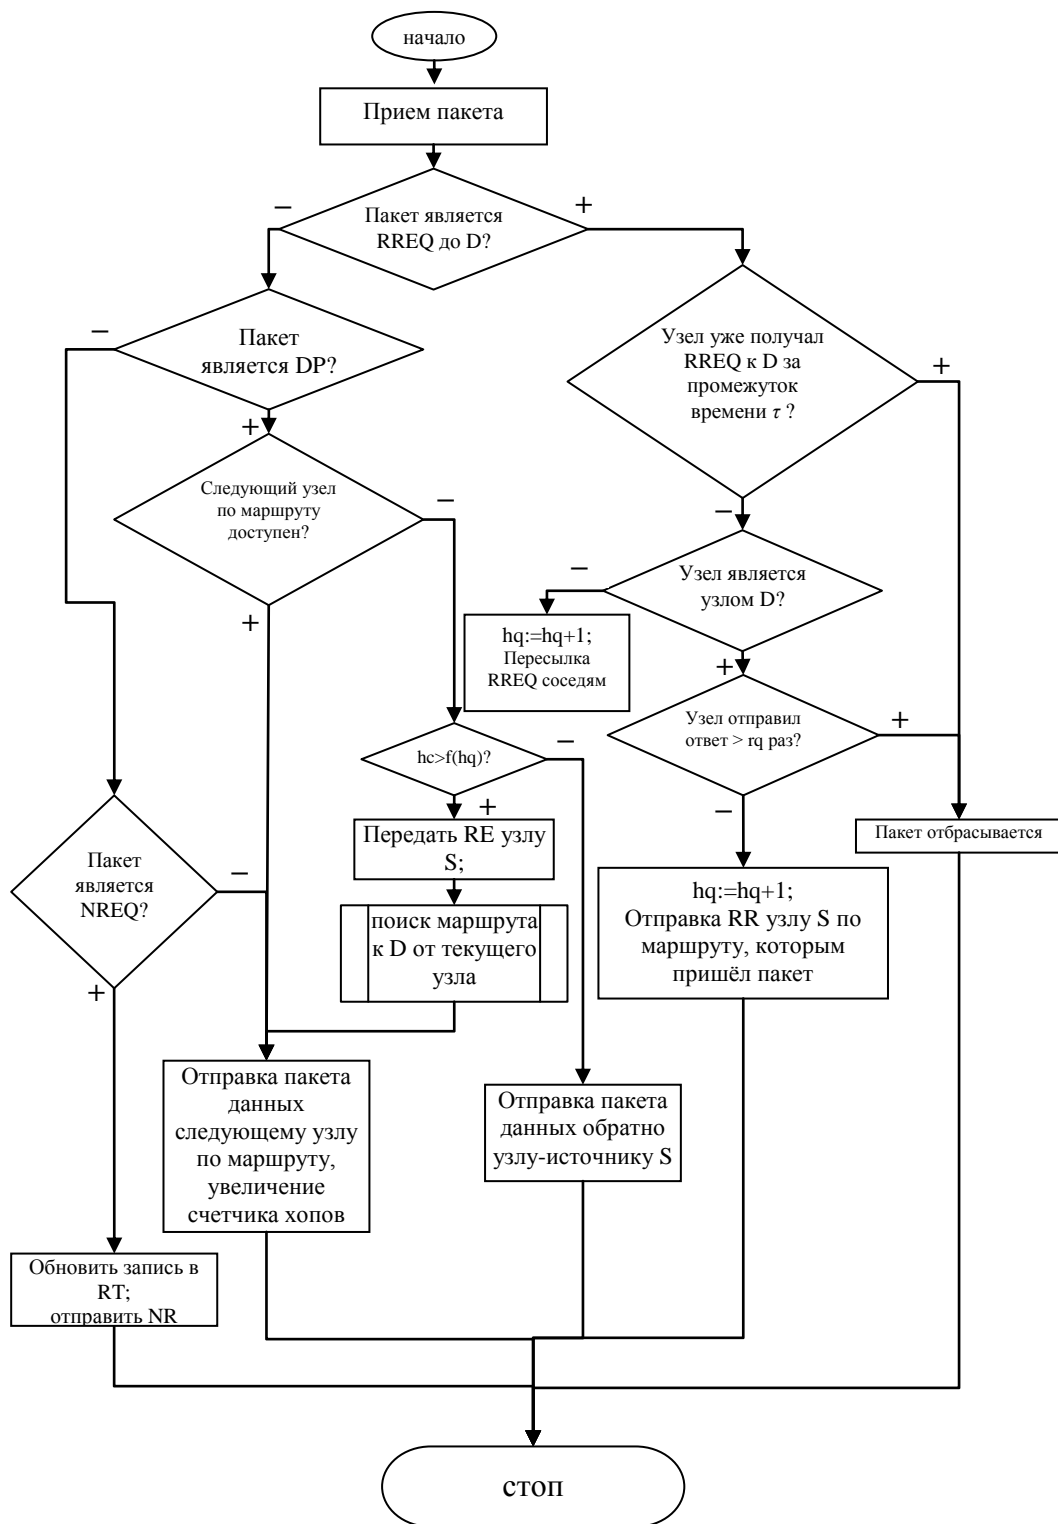 начало
Прием пакета
−
+
Пакет является
RREQ до D?
−
Пакет
является DP?
Узел уже получал
RREQ к D за
промежуток
времени τ ?
+
+
Следующий узел
по маршруту
доступен?
−
−
Узел является
узлом D?
−
+
hq:=hq+1;
Пересылка
RREQ соседям
+
Узел отправил
ответ > rq раз?
+
hc>f(hq)?
−
+
−
Передать RE узлу
S;
Пакет отбрасывается
Пакет
является
NREQ?
−
hq:=hq+1;
Отправка RR узлу S по
маршруту, которым
пришёл пакет
поиск маршрута
к D от текущего
узла
+
Отправка пакета
данных
следующему узлу
по маршруту,
увеличение
счетчика хопов
Отправка пакета
данных обратно
узлу-источнику S
Обновить запись в
RT;
отправить NR
стоп